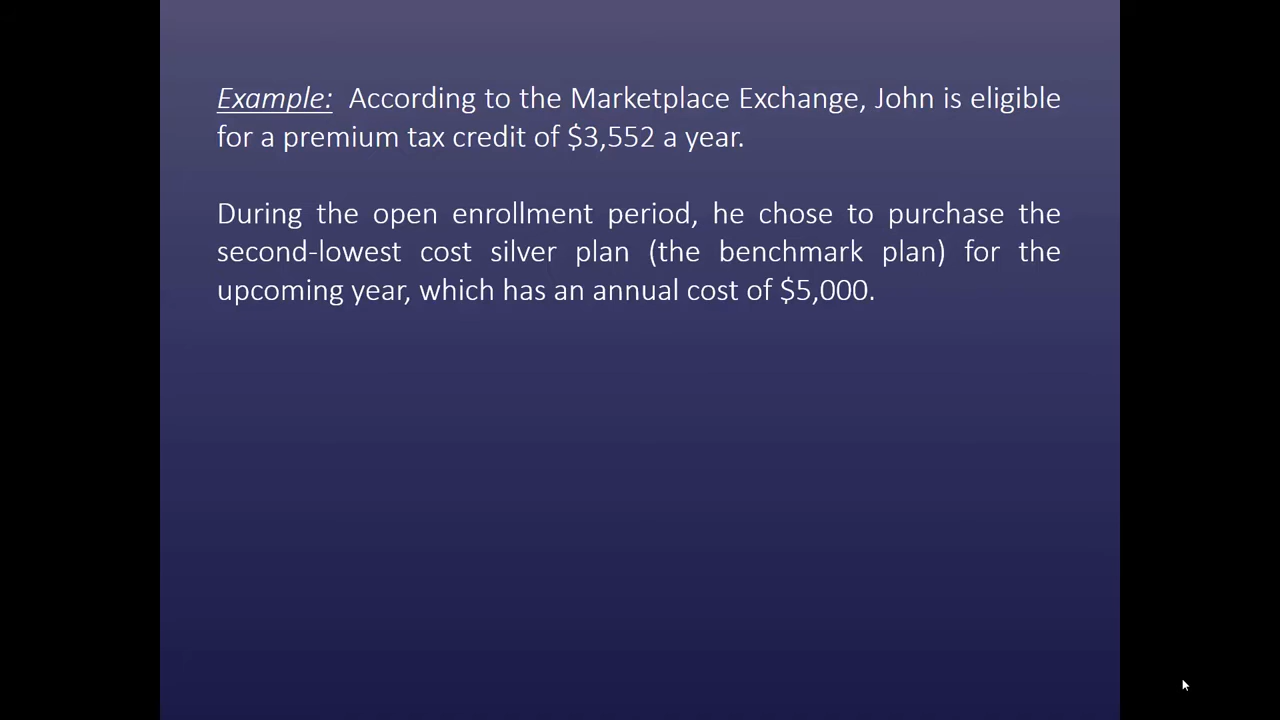 Example: According to the Marketplace Exchange, John is eligible
for a premium tax credit of $3,552 a year.
During the open enrollment period, he chose to purchase the
second-lowest cost silver plan (the benchmark plan) for the
upcoming year, which has an annual cost of $5,000.